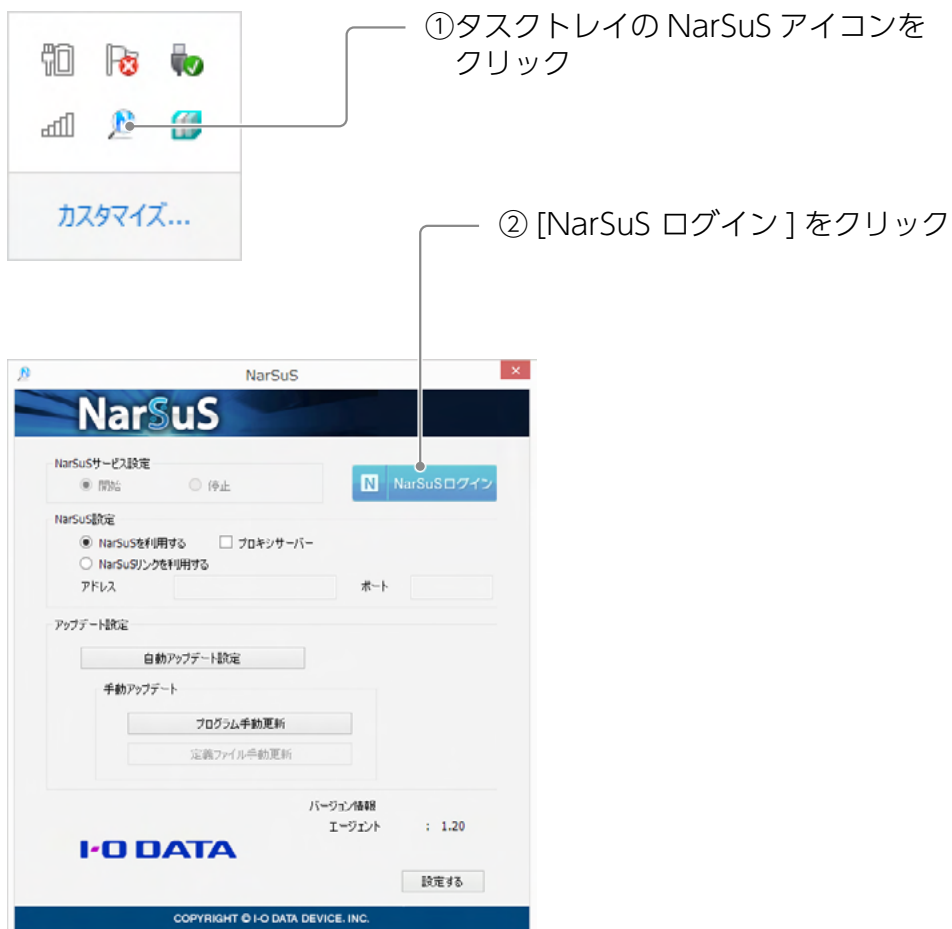 ①タスクトレイの NarSuS アイコンを
クリック
カスタマイズ...
② [NarSuS ログイン ] をクリック
NarSuS
NarSuS
NarSuSサービス設定
開始 停止
N NarSuSログイン
NarSuS設定
NarSuSを利用する プロキシサーバー
NarSuSリンクを利用する
アドレス ポート
アップデート設定
自動アップデート設定
手動アップデート
プログラム手動更新
定義ファイル手動更新
バージョン情報
エージェント : 1.20
I-O DATA
設定する
COPYRIGHT © I-O DATA DEVICE. INC.